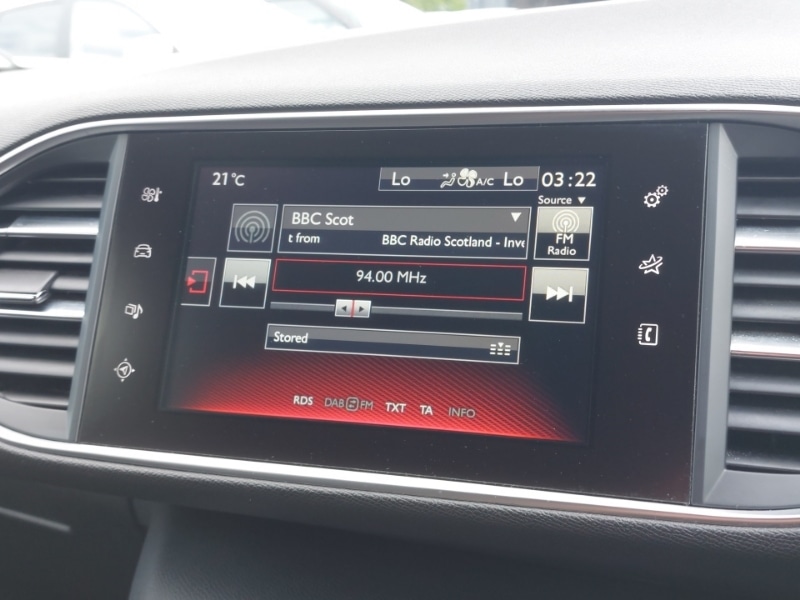 21°C
Lo A/C Lo
03:22
Source ▼
BBC Scot ▼
t from BBC Radio Scotland - Inve
FM
Radio
94.00 MHz
Stored
RDS DAB FM TXT TA INFO